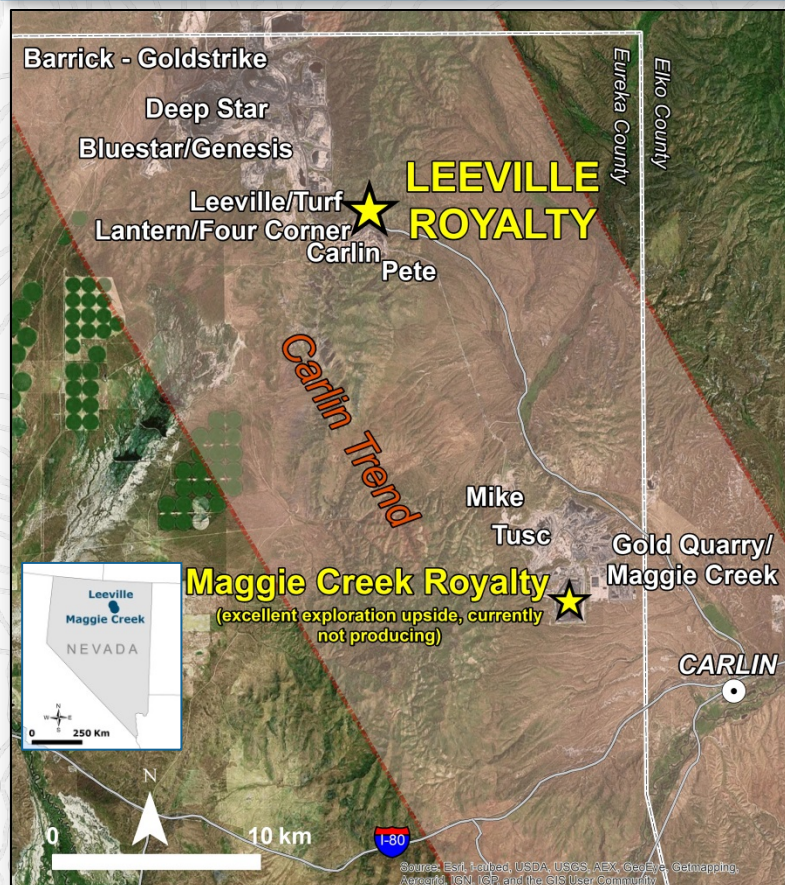 Barrick - Goldstrike
Deep Star
Bluestar/Genesis
Eureka County
Elko County
Leeville/Turf
Lantern/Four Corner
LEEVILLE
ROYALTY
Carlin
Pete
Carlin Trend
Mike
Tusc
Gold Quarry/
Maggie Creek
Maggie Creek Royalty
(excellent exploration upside, currently
not producing)
CARLIN
Leeville
Maggie Creek
NEVADA
N
W
E
S
0 250 Km
N
0 10 km
I-80
Source: Esri, i-cubed, USDA, USGS, AEX, GeoEye, Getmapping,
Aerogrid, IGN, IGP, and the GIS User Community